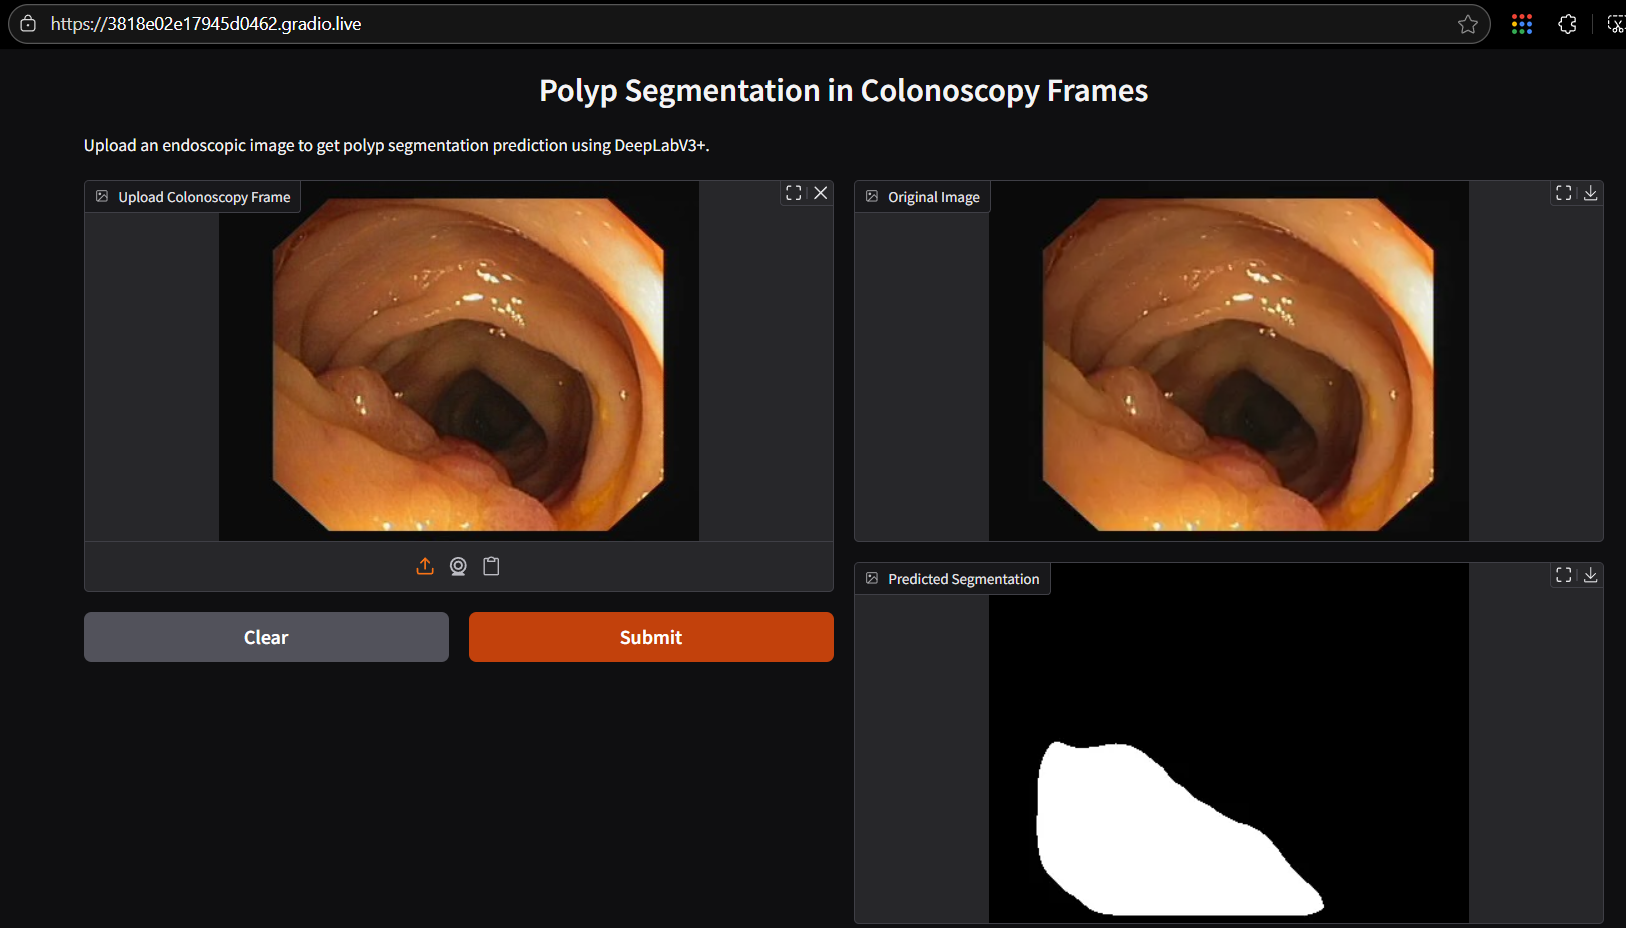 https://3818e02e17945d0462.gradio.live
Polyp Segmentation in Colonoscopy Frames
Upload an endoscopic image to get polyp segmentation prediction using DeepLabV3+.
Upload Colonoscopy Frame
Original Image
Clear
Submit
Predicted Segmentation